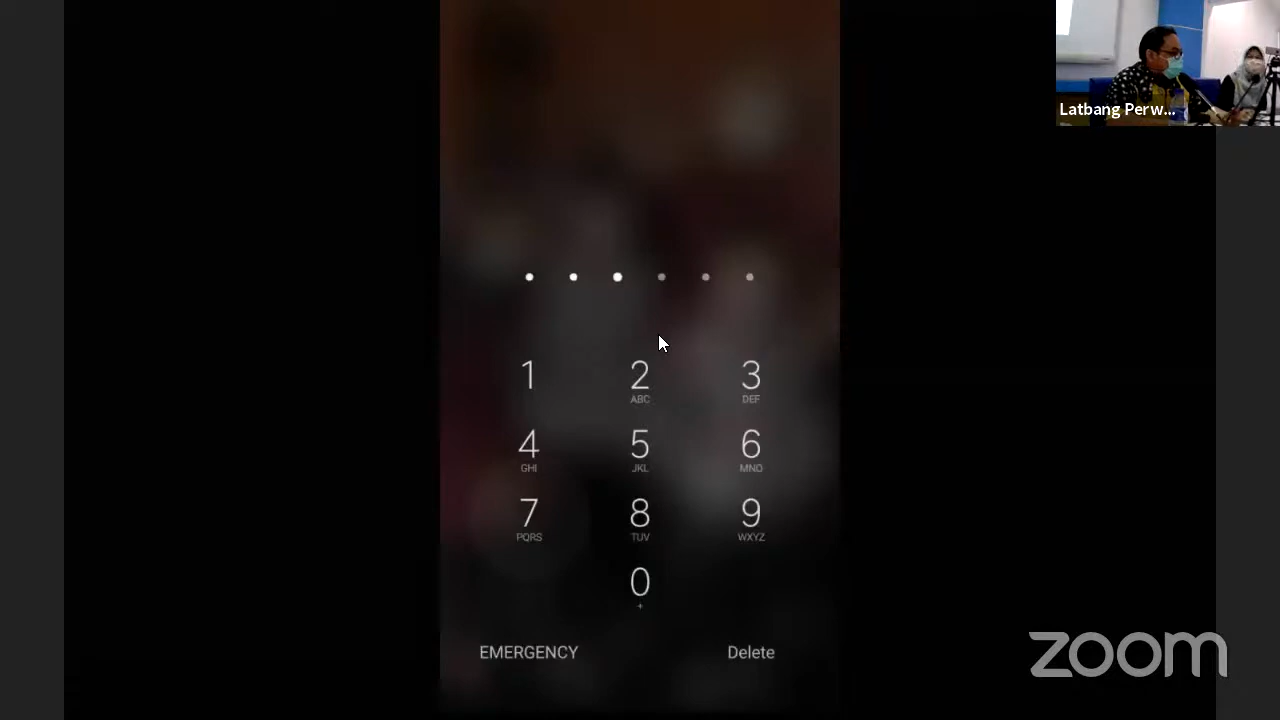 Latbang Perw...
1 2 3
ABC DEF
4 5 6
GHI JKL MNO
7 8 9
PQRS TUV WXYZ
0
+
EMERGENCY Delete
zoom